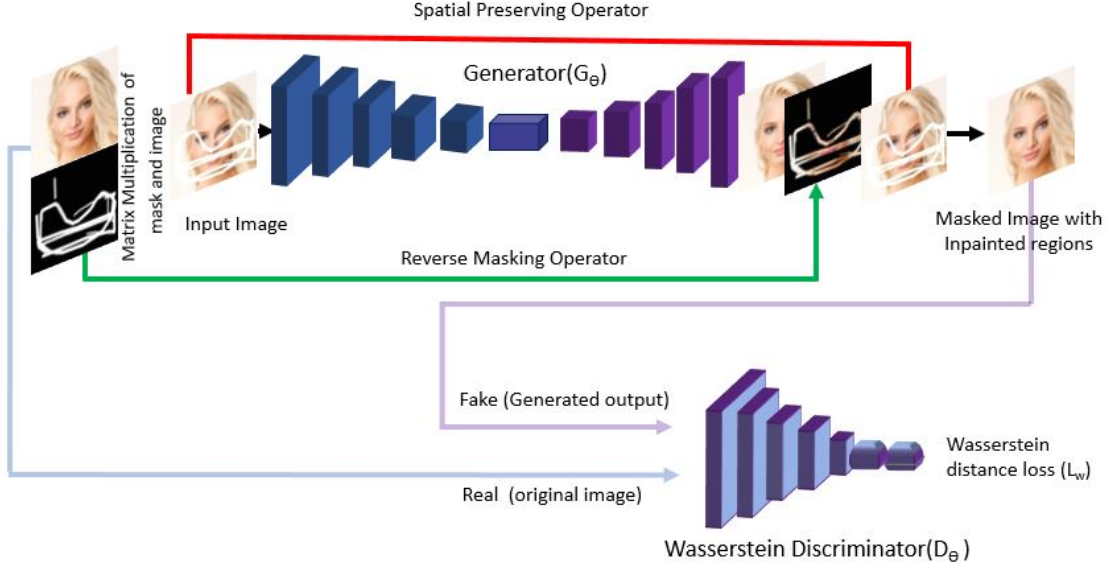 Spatial Preserving Operator
Generator(Gθ)
Matrix Multiplication of
mask and image
Input Image
Masked Image with
Inpainted regions
Reverse Masking Operator
Fake (Generated output)
Wasserstein
distance loss (Lw)
Real (original image)
Wasserstein Discriminator(Dθ )